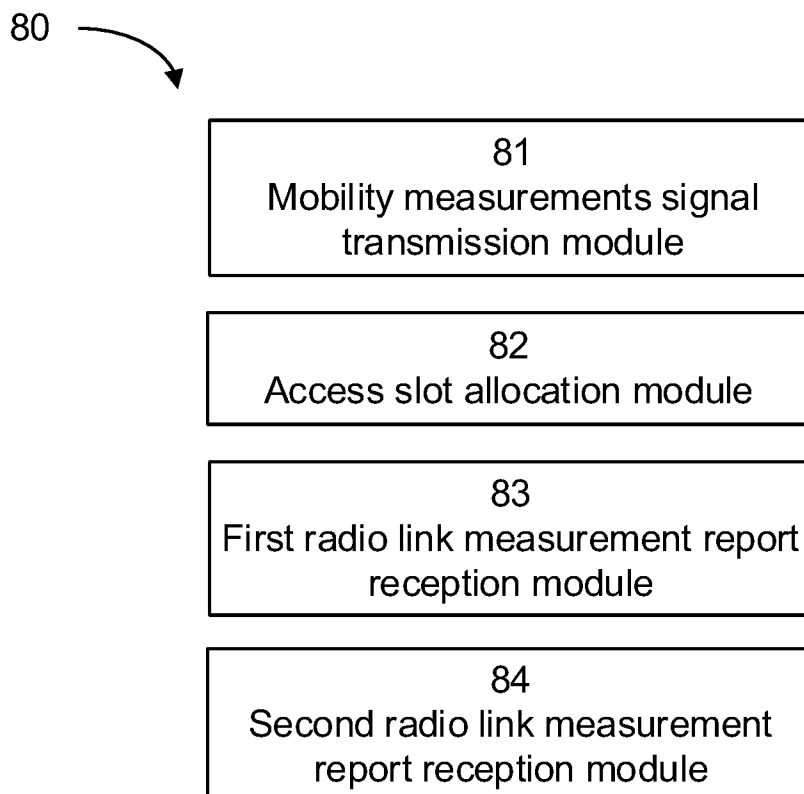 80
81
Mobility measurements signal
transmission module
82
Access slot allocation module
83
First radio link measurement report
reception module
84
Second radio link measurement
report reception module